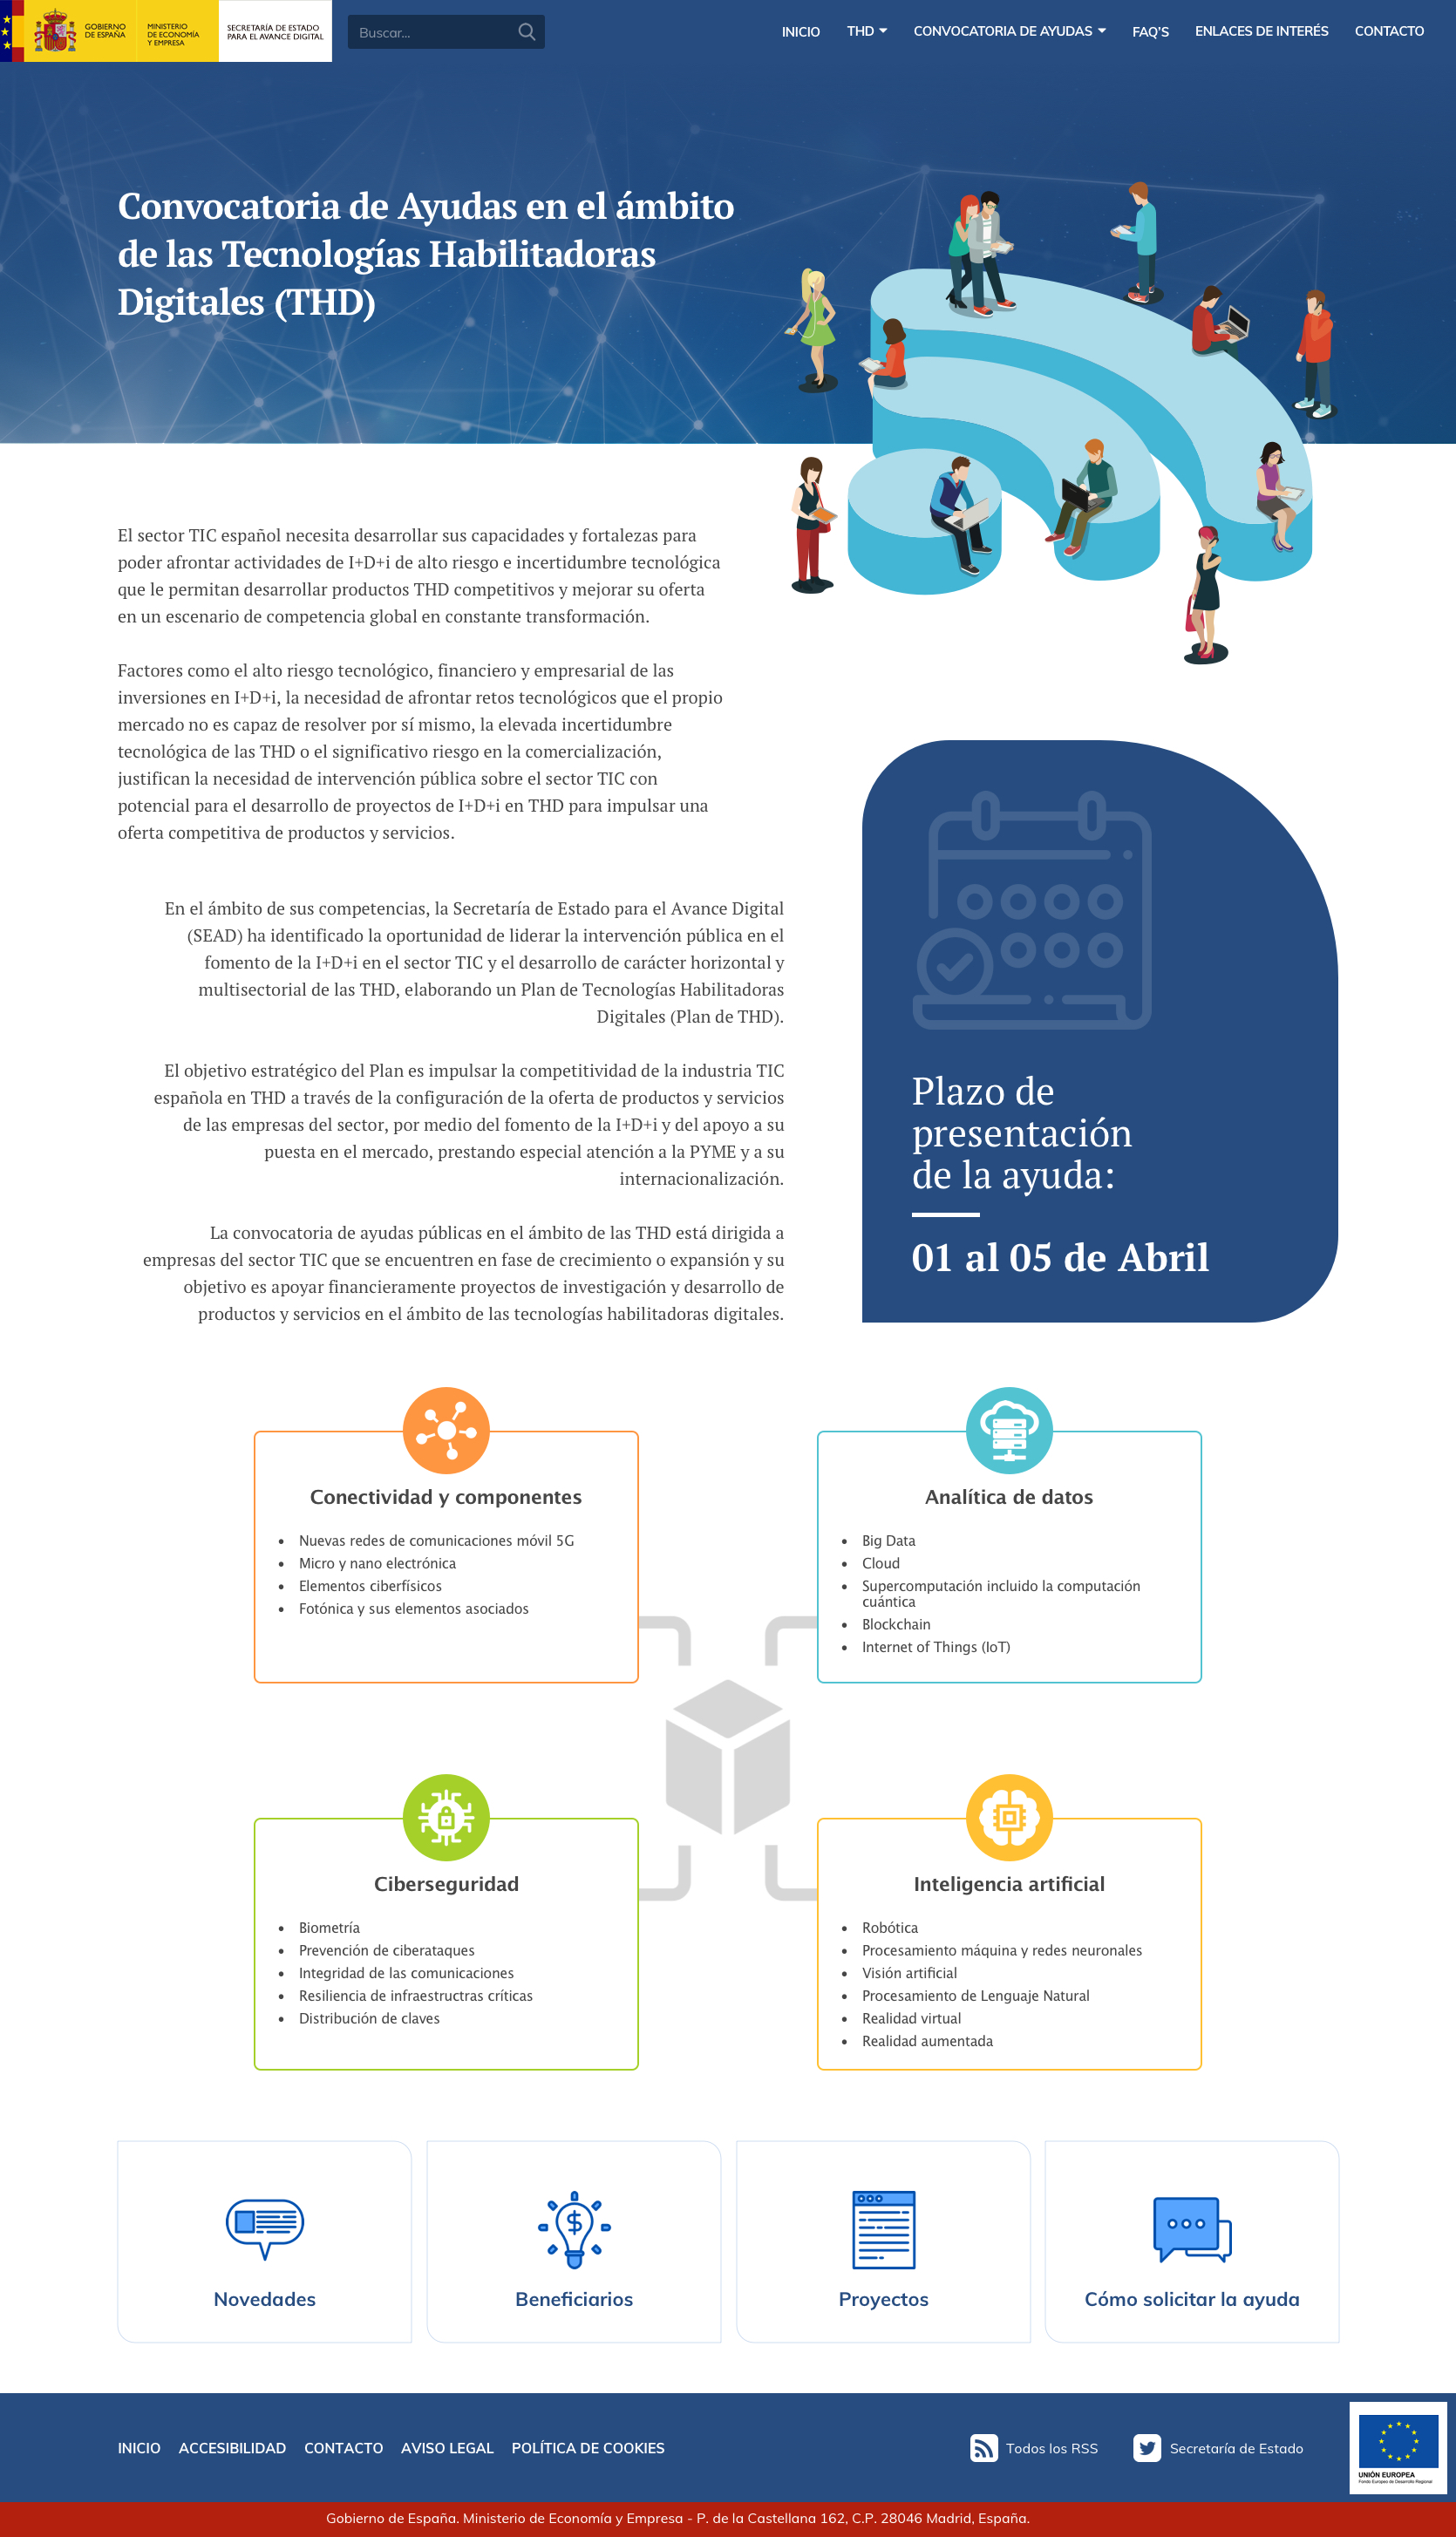 GOBIERNO
DE ESPAÑA
MINISTERIO
DE ECONOMÍA
Y EMPRESA
SECRETARÍA DE ESTADO
PARA EL AVANCE DIGITAL
Buscar...
INICIO
THD
CONVOCATORIA DE AYUDAS
FAQ'S
ENLACES DE INTERÉS
CONTACTO
Convocatoria de Ayudas en el ámbito
de las Tecnologías Habilitadoras
Digitales (THD)
El sector TIC español necesita desarrollar sus capacidades y fortalezas para
poder afrontar actividades de I+D+i de alto riesgo e incertidumbre tecnológica
que le permitan desarrollar productos THD competitivos y mejorar su oferta
en un escenario de competencia global en constante transformación.
Factores como el alto riesgo tecnológico, financiero y empresarial de las
inversiones en I+D+i, la necesidad de afrontar retos tecnológicos que el propio
mercado no es capaz de resolver por sí mismo, la elevada incertidumbre
tecnológica de las THD o el significativo riesgo en la comercialización,
justifican la necesidad de intervención pública sobre el sector TIC con
potencial para el desarrollo de proyectos de I+D+i en THD para impulsar una
oferta competitiva de productos y servicios.
En el ámbito de sus competencias, la Secretaría de Estado para el Avance Digital
(SEAD) ha identificado la oportunidad de liderar la intervención pública en el
fomento de la I+D+i en el sector TIC y el desarrollo de carácter horizontal y
multisectorial de las THD, elaborando un Plan de Tecnologías Habilitadoras
Digitales (Plan de THD).
El objetivo estratégico del Plan es impulsar la competitividad de la industria TIC
española en THD a través de la configuración de la oferta de productos y servicios
de las empresas del sector, por medio del fomento de la I+D+i y del apoyo a su
puesta en el mercado, prestando especial atención a la PYME y a su
internacionalización.
La convocatoria de ayudas públicas en el ámbito de las THD está dirigida a
empresas del sector TIC que se encuentren en fase de crecimiento o expansión y su
objetivo es apoyar financieramente proyectos de investigación y desarrollo de
productos y servicios en el ámbito de las tecnologías habilitadoras digitales.
Plazo de
presentación
de la ayuda:
01 al 05 de Abril
Conectividad y componentes
• Nuevas redes de comunicaciones móvil 5G
• Micro y nano electrónica
• Elementos ciberfísicos
• Fotónica y sus elementos asociados
Analítica de datos
• Big Data
• Cloud
• Supercomputación incluido la computación
cuántica
• Blockchain
• Internet of Things (IoT)
Ciberseguridad
• Biometría
• Prevención de ciberataques
• Integridad de las comunicaciones
• Resiliencia de infraestructras críticas
• Distribución de claves
Inteligencia artificial
• Robótica
• Procesamiento máquina y redes neuronales
• Visión artificial
• Procesamiento de Lenguaje Natural
• Realidad virtual
• Realidad aumentada
Novedades
Beneficiarios
Proyectos
Cómo solicitar la ayuda
INICIO
ACCESIBILIDAD
CONTACTO
AVISO LEGAL
POLÍTICA DE COOKIES
Todos los RSS
Secretaría de Estado
UNIÓN EUROPEA
Fondo Europeo de Desarrollo Regional
Gobierno de España. Ministerio de Economía y Empresa - P. de la Castellana 162, C.P. 28046 Madrid, España.